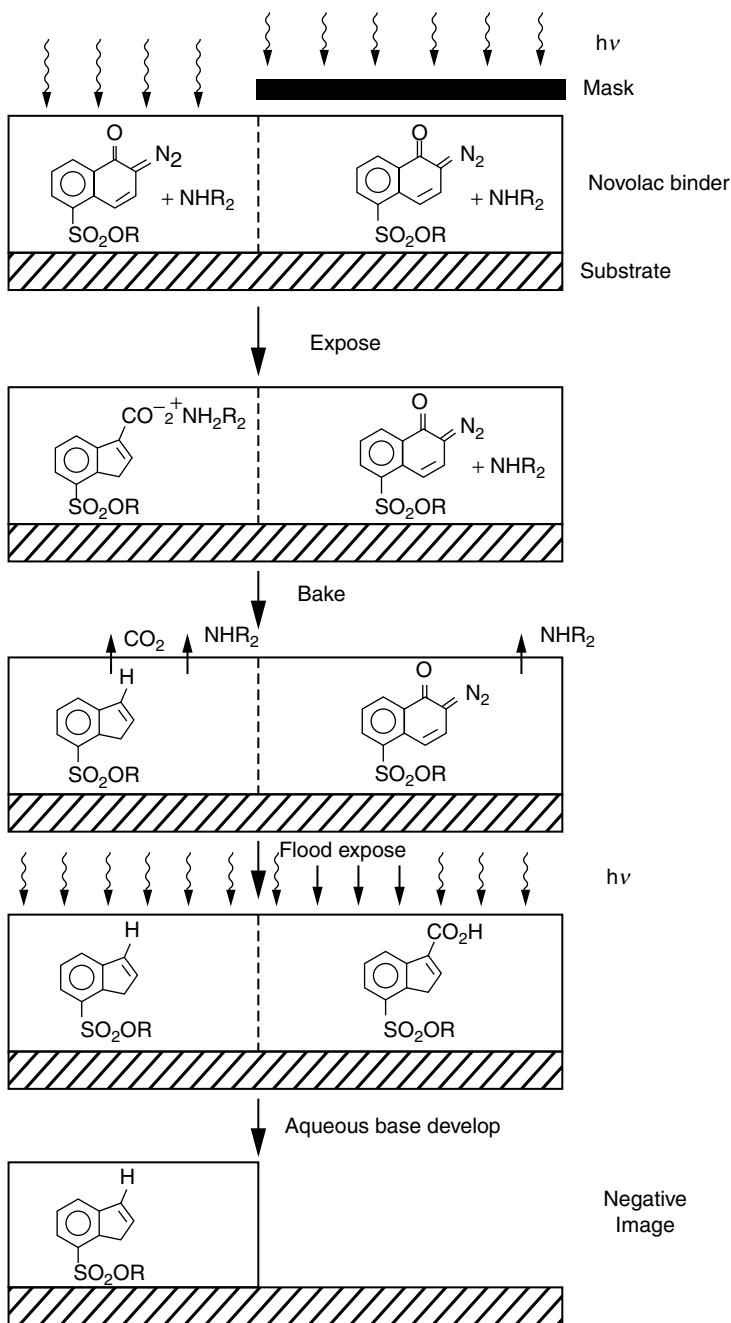 hν
Mask
O
N₂
+ NHR₂
SO₂OR
O
N₂
+ NHR₂
SO₂OR
Novolac binder
Substrate
Expose
CO⁻₂ ⁺NH₂R₂
SO₂OR
O
N₂
+ NHR₂
SO₂OR
Bake
CO₂
NHR₂
NHR₂
H
SO₂OR
O
N₂
SO₂OR
Flood expose
hν
H
SO₂OR
CO₂H
SO₂OR
Aqueous base develop
H
SO₂OR
Negative
Image